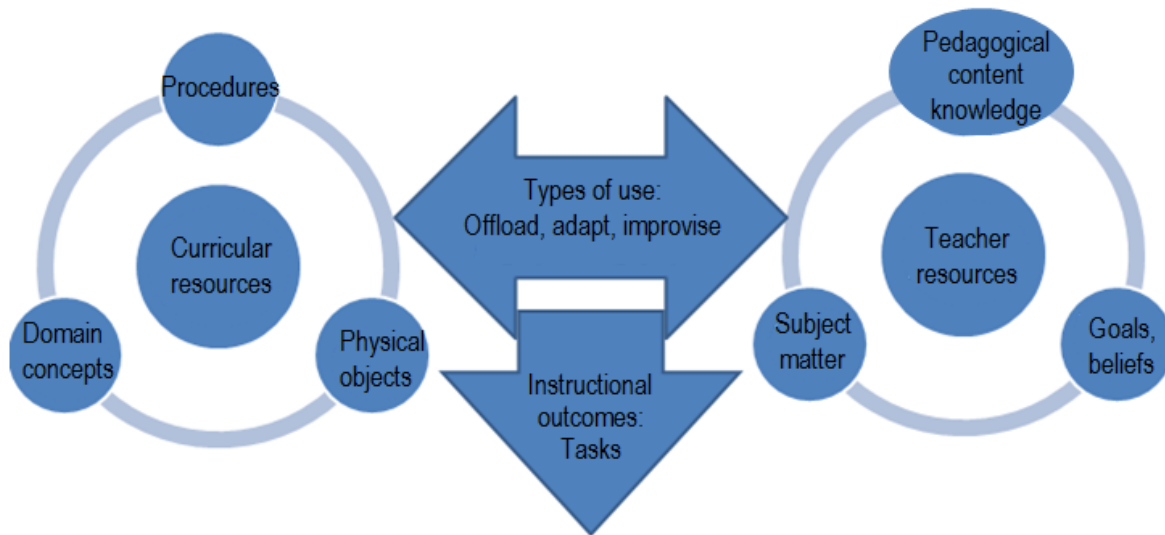 Procedures
Curricular
resources
Domain
concepts
Physical
objects
Types of use:
Offload, adapt, improvise
Instructional
outcomes:
Tasks
Pedagogical
content
knowledge
Teacher
resources
Subject
matter
Goals,
beliefs